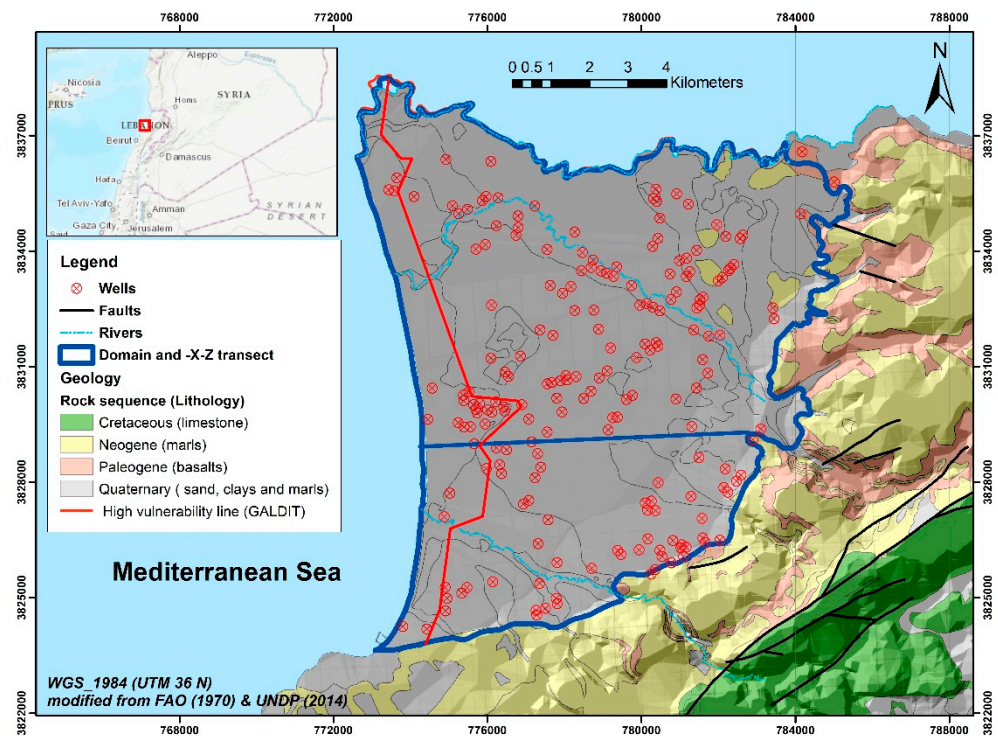 768000 772000 776000 780000 784000 788000
Aleppo
Euphrates
Nicosia
PRUS
Homs
SYRIA
LEBANON
Beirut
Damascus
Haifa
Tel Aviv-Yafo
Amman
Gaza City
Jerusalem
SYRIAN
DESERT
0 0.5 1 2 3 4
Kilometers
N
3837000
3834000
3831000
3828000
3825000
3822000
Legend
Wells
Faults
Rivers
Domain and -X-Z transect
Geology
Rock sequence (Lithology)
Cretaceous (limestone)
Neogene (marls)
Paleogene (basalts)
Quaternary ( sand, clays and marls)
High vulnerability line (GALDIT)
Mediterranean Sea
WGS_1984 (UTM 36 N)
modified from FAO (1970) & UNDP (2014)
3837000
3834000
3831000
3828000
3825000
3822000
768000 772000 776000 780000 784000 788000